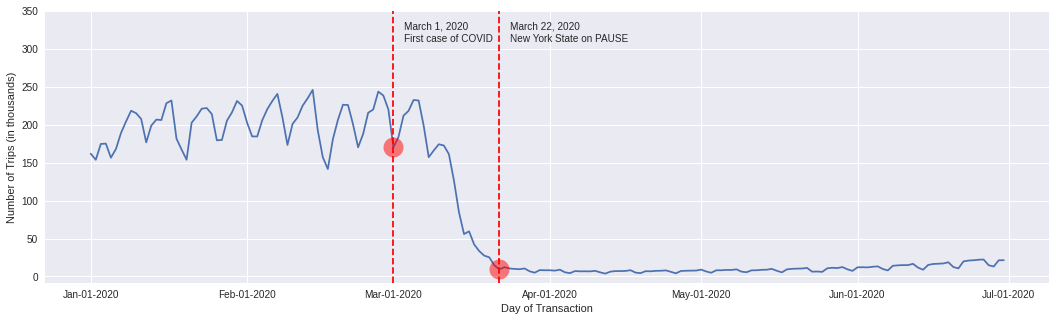 350
300
250
200
150
100
50
0
Number of Trips (in thousands)
March 1, 2020
First case of COVID
March 22, 2020
New York State on PAUSE
Jan-01-2020
Feb-01-2020
Mar-01-2020
Apr-01-2020
May-01-2020
Jun-01-2020
Jul-01-2020
Day of Transaction